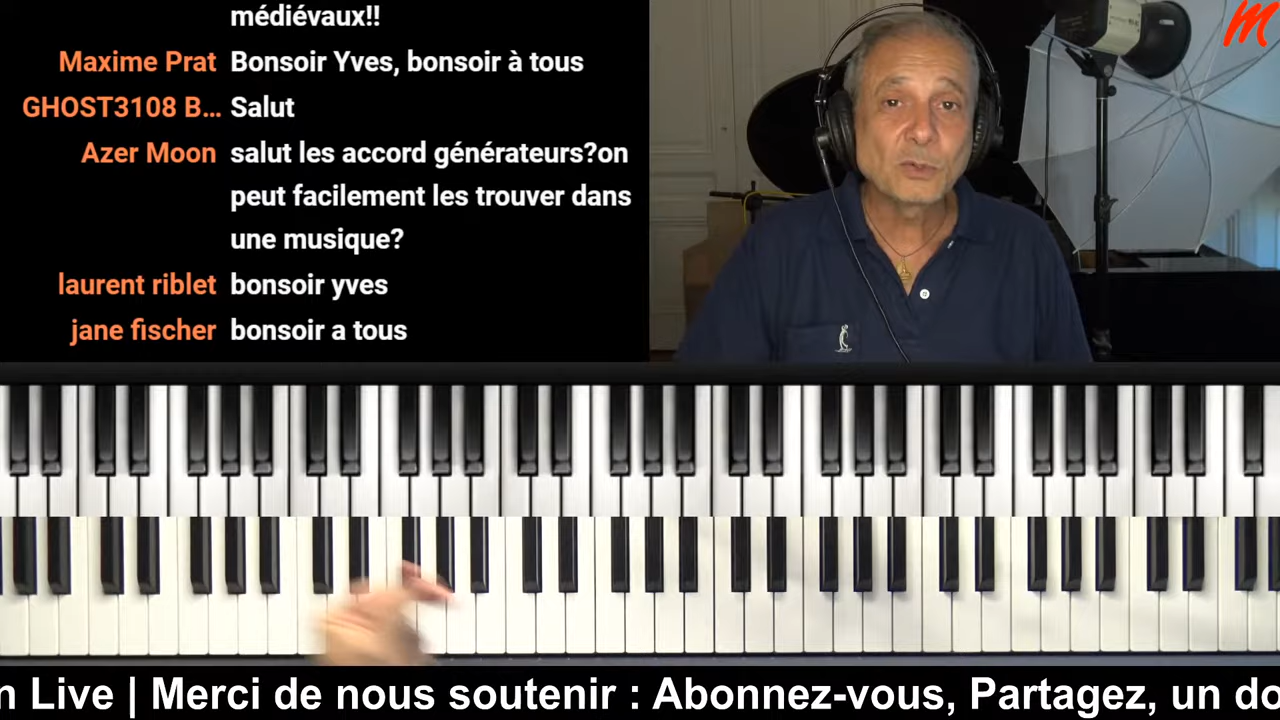 médiévaux!!
Maxime Prat Bonsoir Yves, bonsoir à tous
GHOST3108 B... Salut
Azer Moon salut les accord générateurs?on
peut facilement les trouver dans
une musique?
laurent riblet bonsoir yves
jane fischer bonsoir a tous
M
n Live | Merci de nous soutenir : Abonnez-vous, Partagez, un do